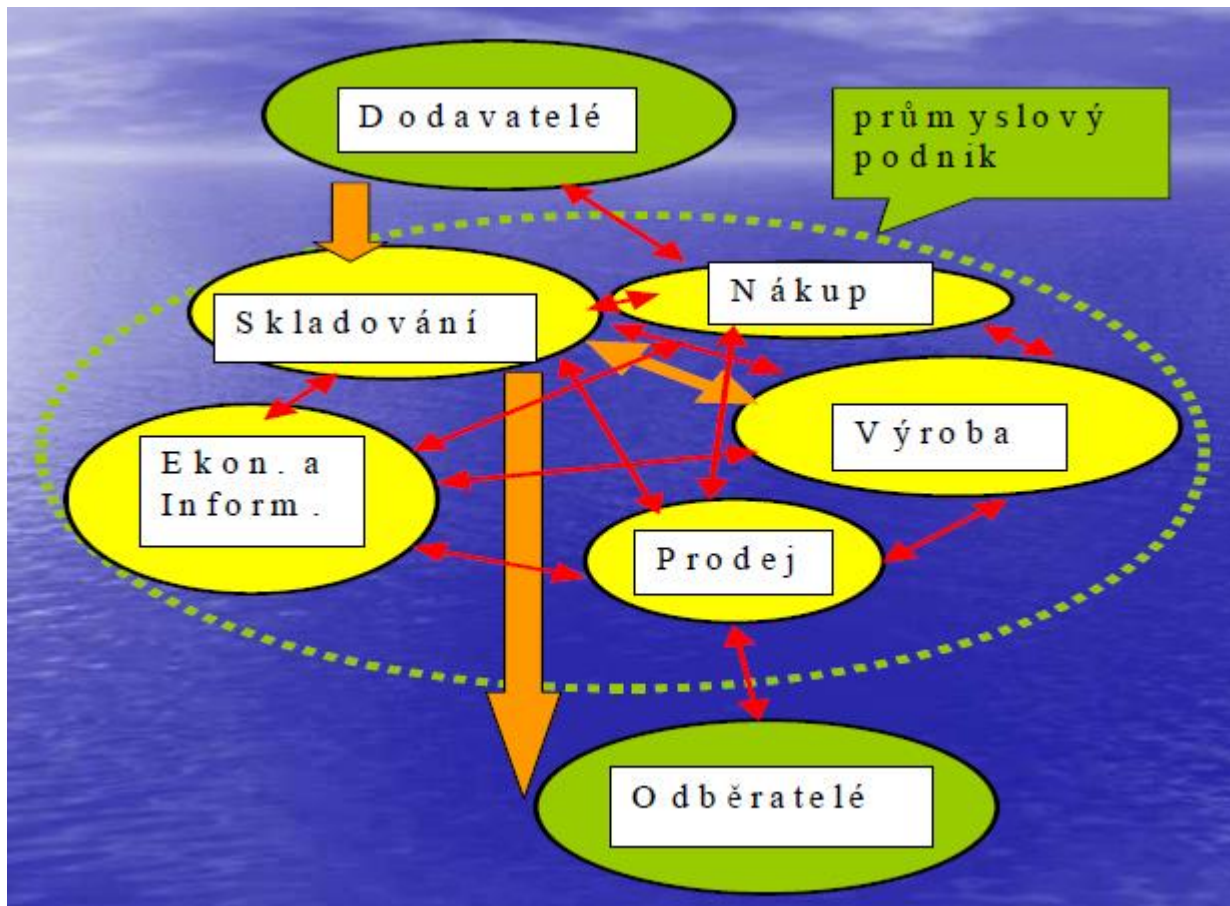 Dodavatelé
průmyslový
podnik
Nákup
Skladování
Výroba
Ekon. a
Inform.
Prodej
Odběratelé